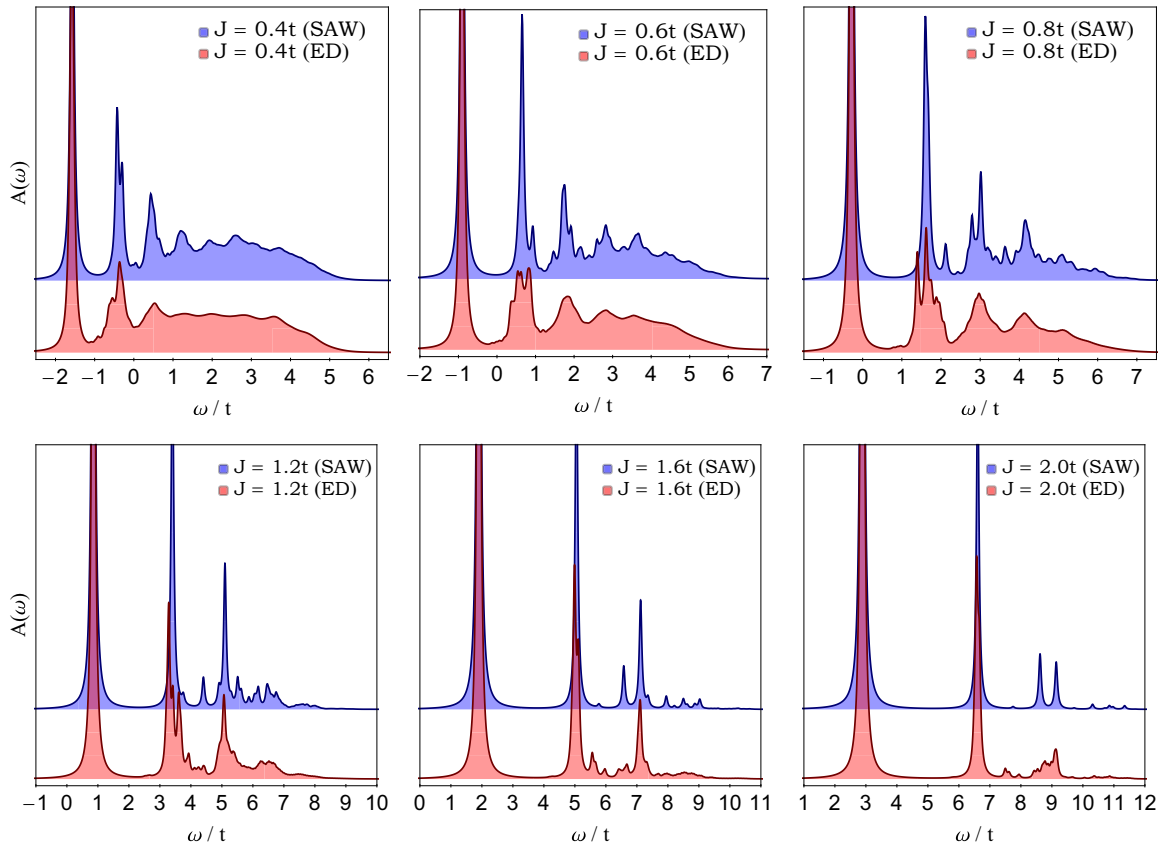 J = 0.4t (SAW)
J = 0.4t (ED)
J = 0.6t (SAW)
J = 0.6t (ED)
J = 0.8t (SAW)
J = 0.8t (ED)
A(ω)
−2 −1 0 1 2 3 4 5 6
−2 −1 0 1 2 3 4 5 6 7
−1 0 1 2 3 4 5 6 7
ω / t
ω / t
ω / t
J = 1.2t (SAW)
J = 1.2t (ED)
J = 1.6t (SAW)
J = 1.6t (ED)
J = 2.0t (SAW)
J = 2.0t (ED)
A(ω)
−1 0 1 2 3 4 5 6 7 8 9 10
0 1 2 3 4 5 6 7 8 9 10 11
1 2 3 4 5 6 7 8 9 10 11 12
ω / t
ω / t
ω / t